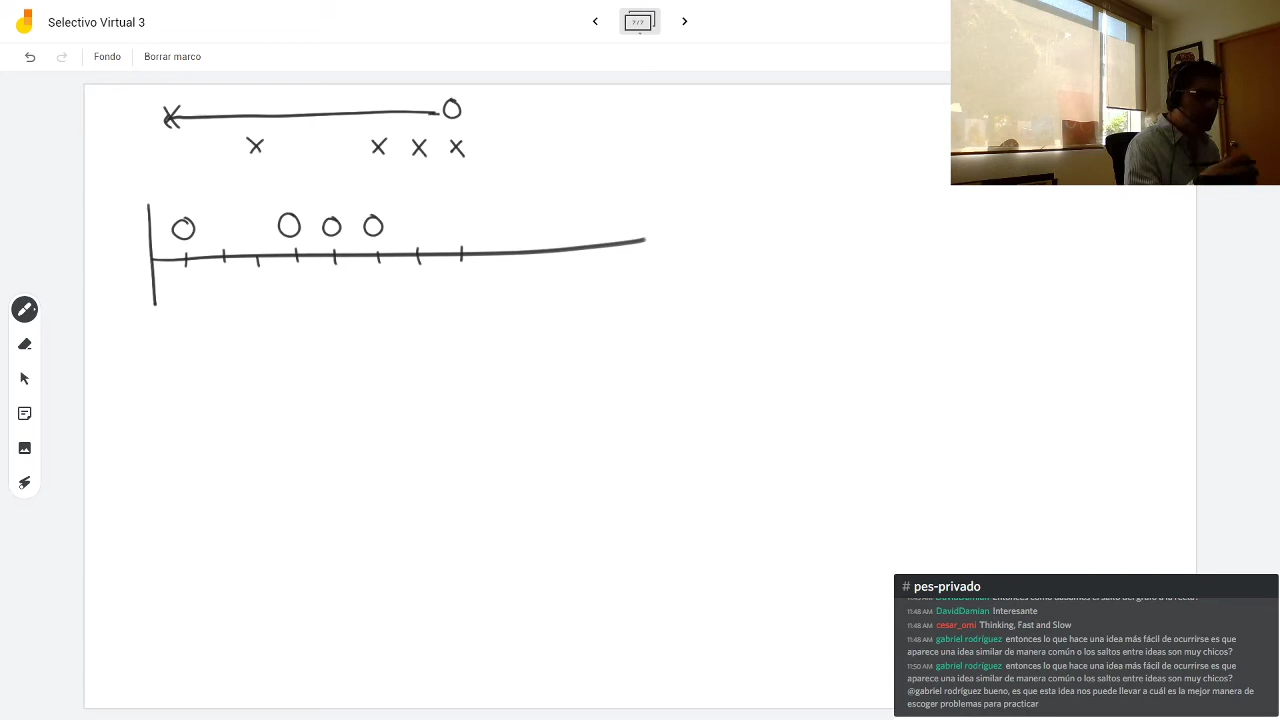 Selectivo Virtual 3
7 / 7
Fondo
Borrar marco
X
O
X X X X
O O O O
# pes-privado
11:48 AM DavidDamian Interesante
11:48 AM cesar_omi Thinking, Fast and Slow
11:48 AM gabriel rodríguez entonces lo que hace una idea más fácil de ocurrirse es que
aparece una idea similar de manera común o los saltos entre ideas son muy chicos?
11:50 AM gabriel rodríguez entonces lo que hace una idea más fácil de ocurrirse es que
aparece una idea similar de manera común o los saltos entre ideas son muy chicos?
@gabriel rodríguez bueno, es que esta idea nos puede llevar a cuál es la mejor manera de
escoger problemas para practicar